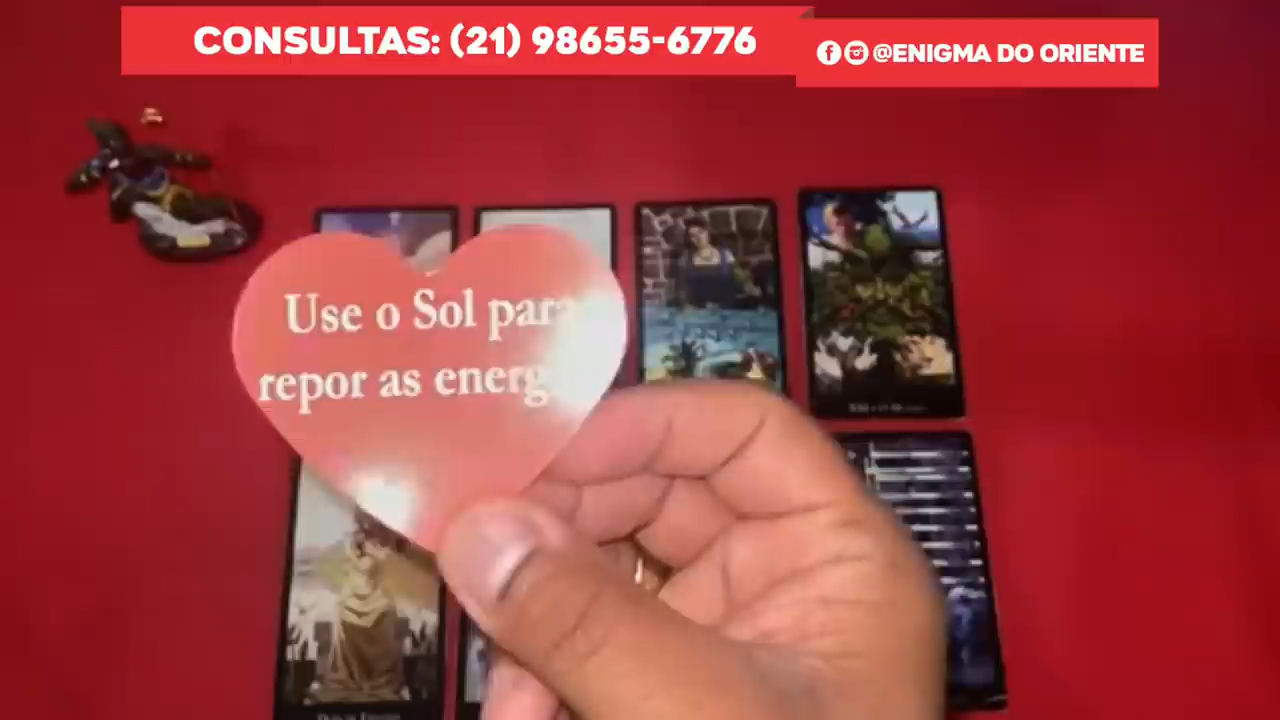 CONSULTAS: (21) 98655-6776
@ENIGMA DO ORIENTE
Use o Sol para
repor as energ